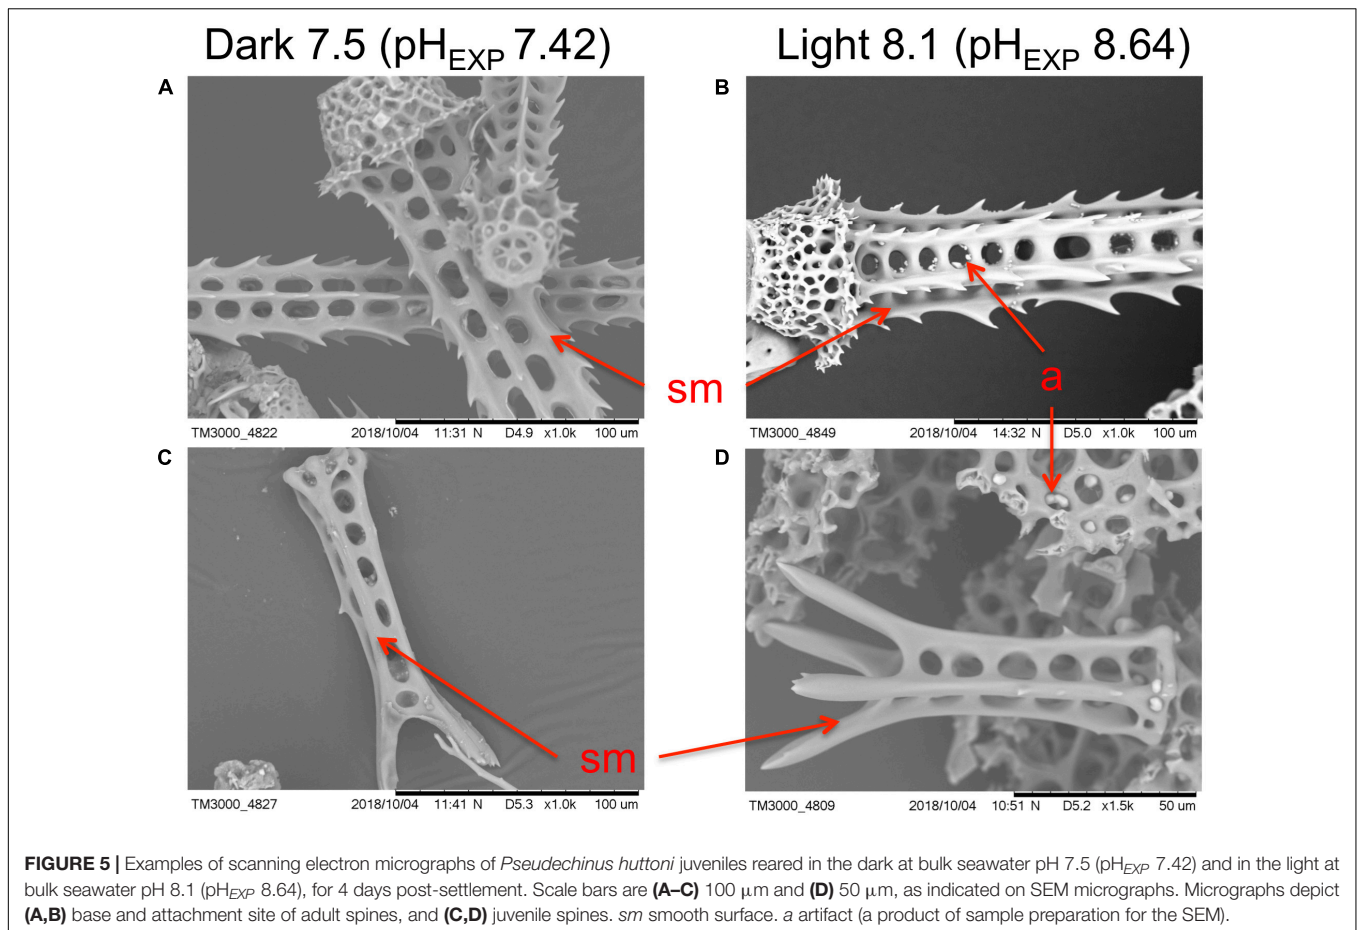 Dark 7.5 (pHEXP 7.42)
Light 8.1 (pHEXP 8.64)
A
B
sm
a
TM3000_4822 2018/10/04 11:31 N D4.9 x1.0k 100 um
TM3000_4849 2018/10/04 14:32 N D5.0 x1.0k 100 um
C
D
sm
TM3000_4827 2018/10/04 11:41 N D5.3 x1.0k 100 um
TM3000_4809 2018/10/04 10:51 N D5.2 x1.5k 50 um
FIGURE 5 | Examples of scanning electron micrographs of Pseudechinus huttoni juveniles reared in the dark at bulk seawater pH 7.5 (pHEXP 7.42) and in the light at
bulk seawater pH 8.1 (pHEXP 8.64), for 4 days post-settlement. Scale bars are (A–C) 100 μm and (D) 50 μm, as indicated on SEM micrographs. Micrographs depict
(A,B) base and attachment site of adult spines, and (C,D) juvenile spines. sm smooth surface. a artifact (a product of sample preparation for the SEM).